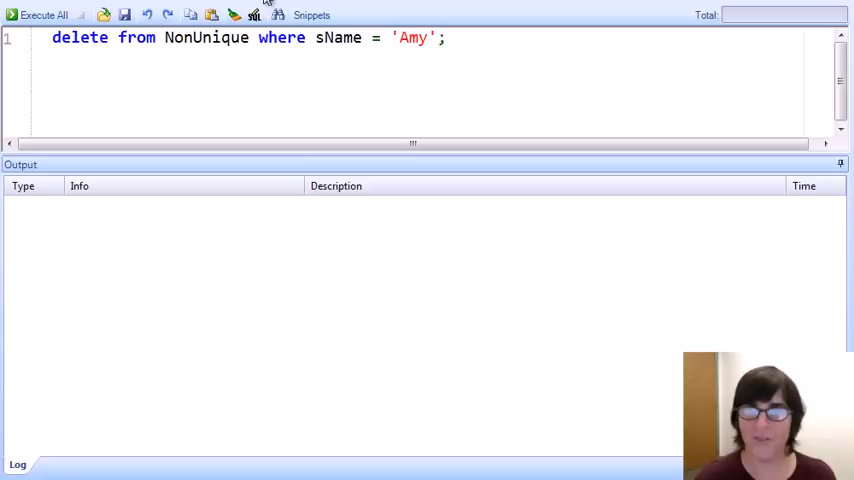 Execute All
Snippets
Total:
1 delete from NonUnique where sName = 'Amy';
Output
Type Info Description Time
Log